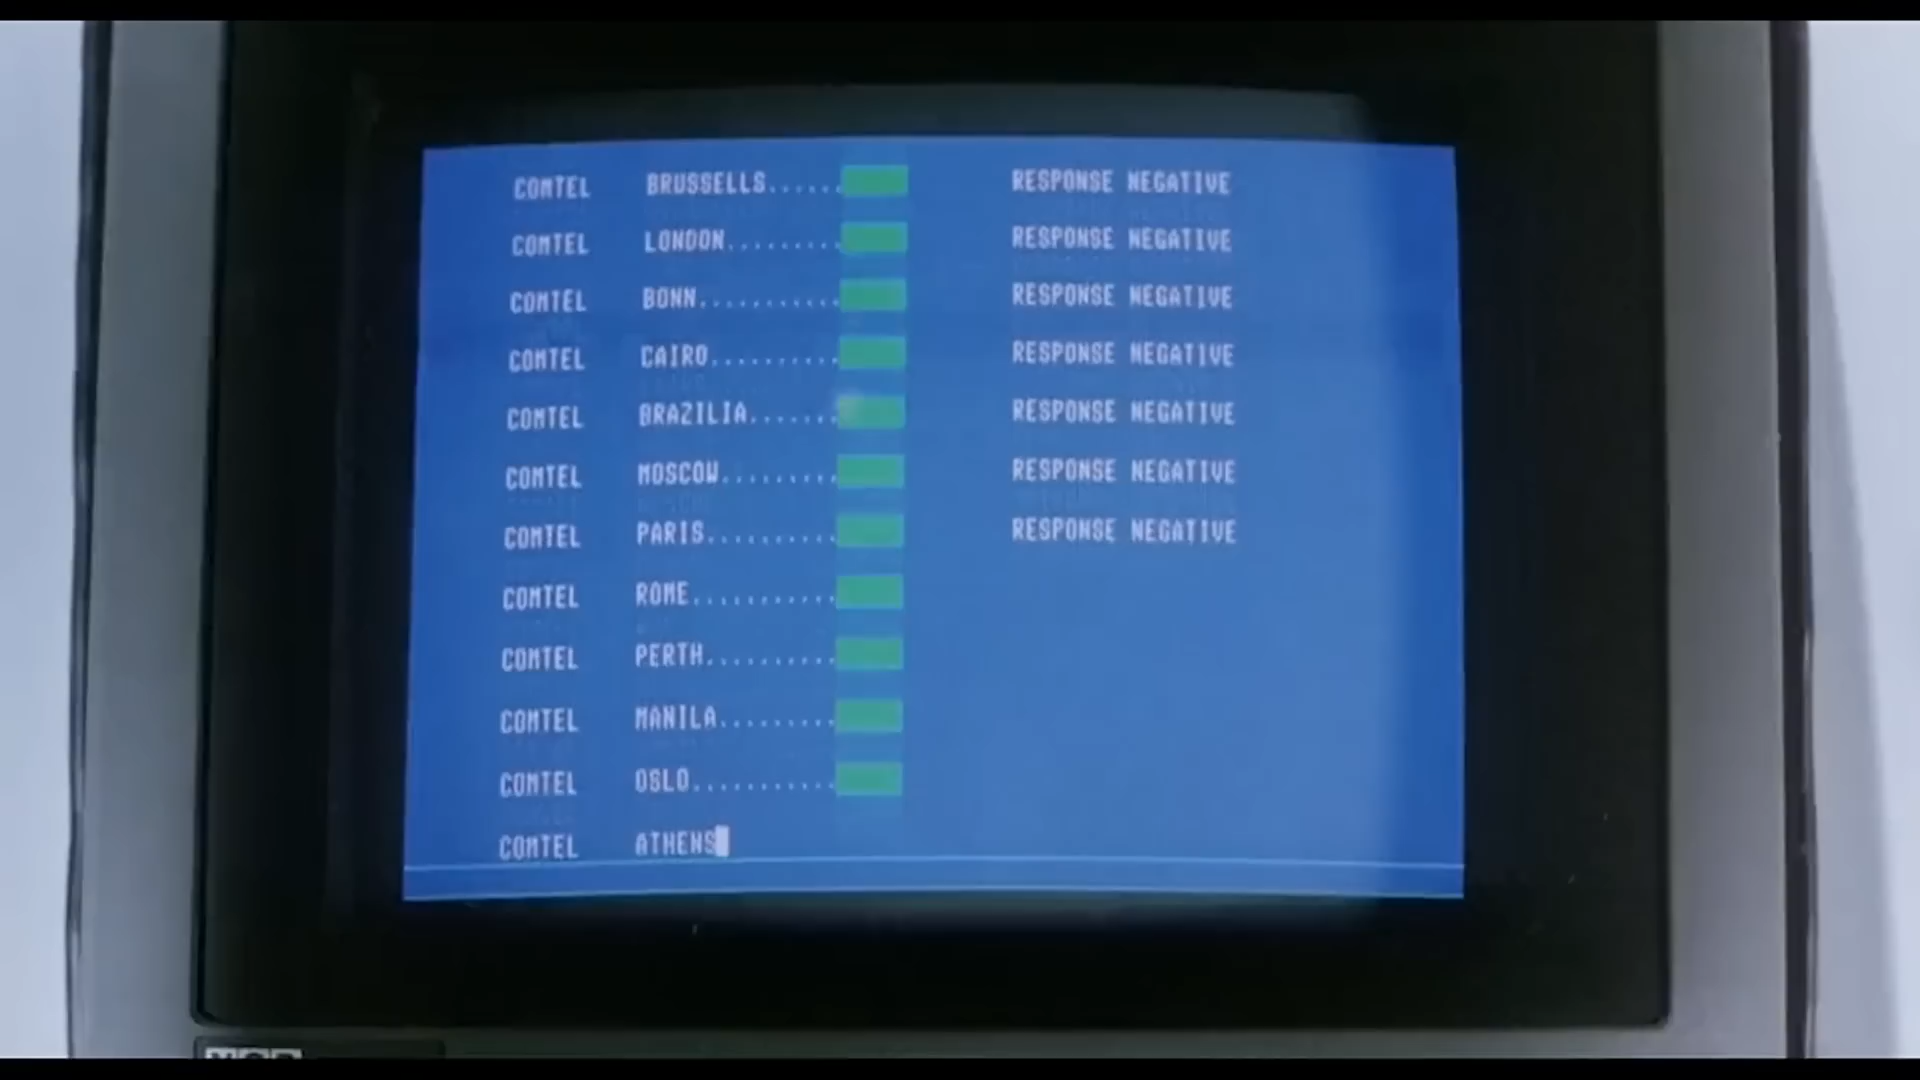 COMTEL BRUSSELLS...... RESPONSE NEGATIVE
COMTEL LONDON......... RESPONSE NEGATIVE
COMTEL BONN........... RESPONSE NEGATIVE
COMTEL CAIRO.......... RESPONSE NEGATIVE
COMTEL BRAZILIA....... RESPONSE NEGATIVE
COMTEL MOSCOW......... RESPONSE NEGATIVE
COMTEL PARIS.......... RESPONSE NEGATIVE
COMTEL ROME...........
COMTEL PERTH..........
COMTEL MANILA.........
COMTEL OSLO...........
COMTEL ATHENS